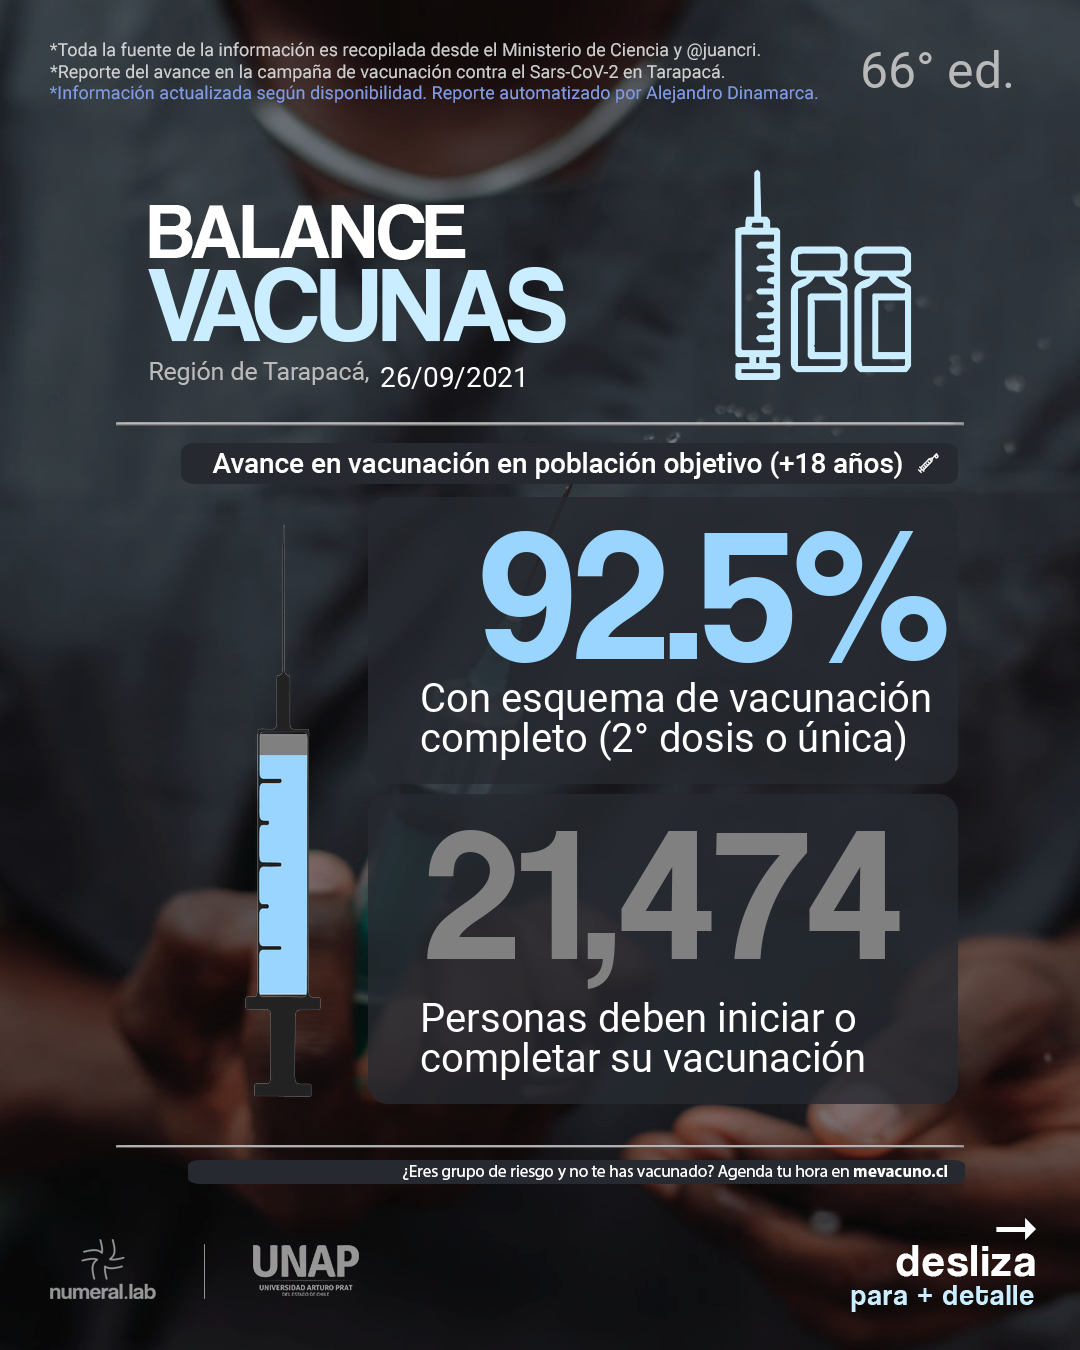 *Toda la fuente de la información es recopilada desde el Ministerio de Ciencia y @juancri.
*Reporte del avance en la campaña de vacunación contra el Sars-CoV-2 en Tarapacá.
*Información actualizada según disponibilidad. Reporte automatizado por Alejandro Dinamarca.
66° ed.
BALANCE
VACUNAS
Región de Tarapacá, 26/09/2021
Avance en vacunación en población objetivo (+18 años)
92.5%
Con esquema de vacunación
completo (2° dosis o única)
21,474
Personas deben iniciar o
completar su vacunación
¿Eres grupo de riesgo y no te has vacunado? Agenda tu hora en mevacuno.cl
numeral.lab
UNAP
UNIVERSIDAD ARTURO PRAT
DEL ESTADO DE CHILE
desliza
para + detalle